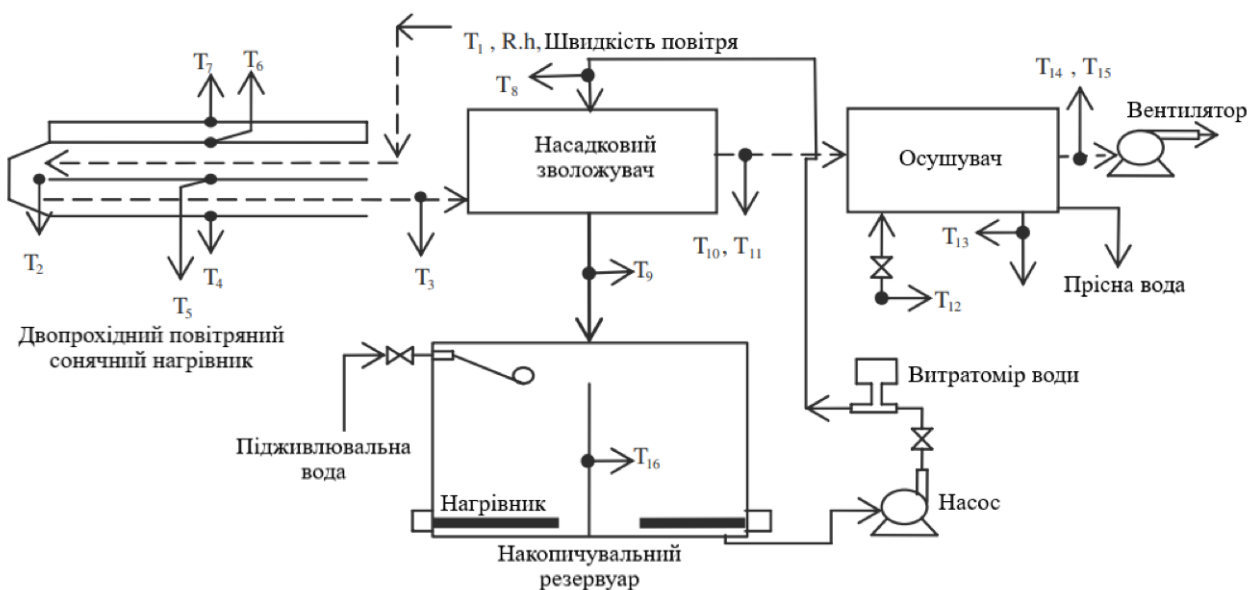 T1 , R.h, Швидкість повітря
T7
T6
T8
T14 , T15
Вентилятор
Насадковий
зволожувач
Осушувач
T2
T4
T3
T5
T10, T11
T13
T9
T12
Прісна вода
Двопрохідний повітряний
сонячний нагрівник
Витратомір води
Підживлювальна
вода
T16
Нагрівник
Насос
Накопичувальний
резервуар